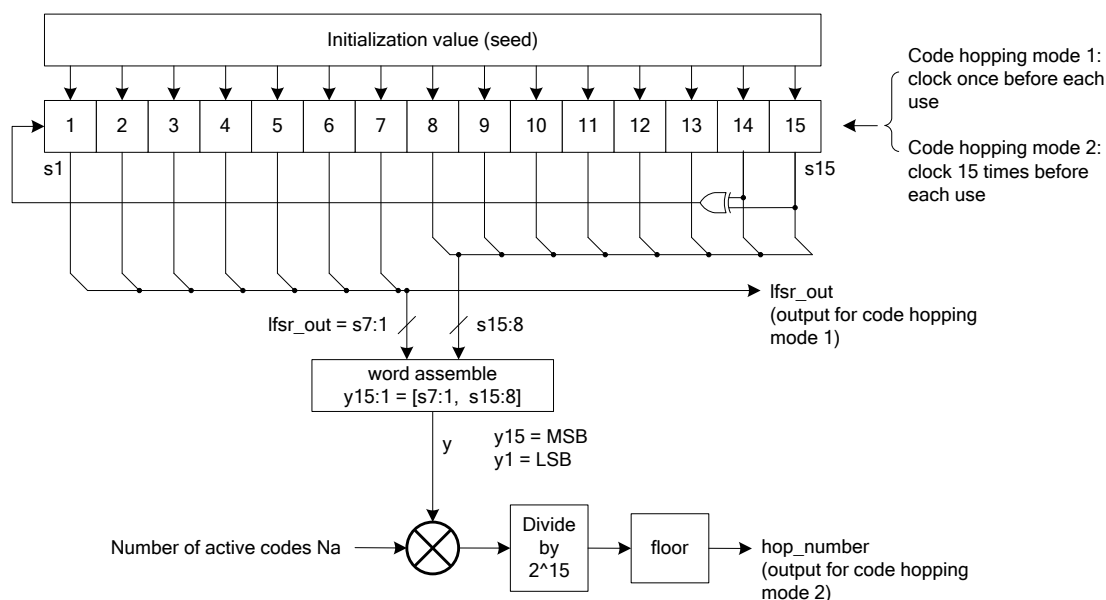 Initialization value (seed)
1 2 3 4 5 6 7 8 9 10 11 12 13 14 15
s1
s15
Code hopping mode 1:
clock once before each
use
Code hopping mode 2:
clock 15 times before
each use
lfsr_out
(output for code hopping
mode 1)
lfsr_out = s7:1
s15:8
word assemble
y15:1 = [s7:1, s15:8]
y
y15 = MSB
y1 = LSB
Number of active codes Na
Divide
by
2^15
floor
hop_number
(output for code hopping
mode 2)